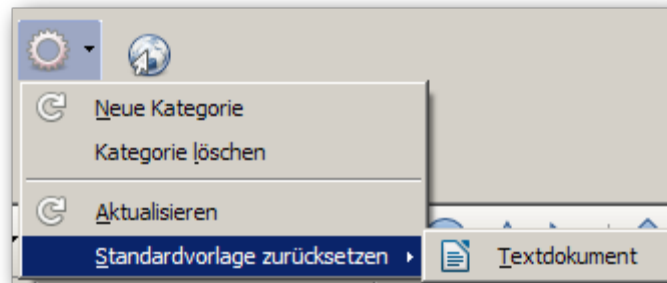 Neue Kategorie
Kategorie löschen
Aktualisieren
Standardvorlage zurücksetzen
Textdokument